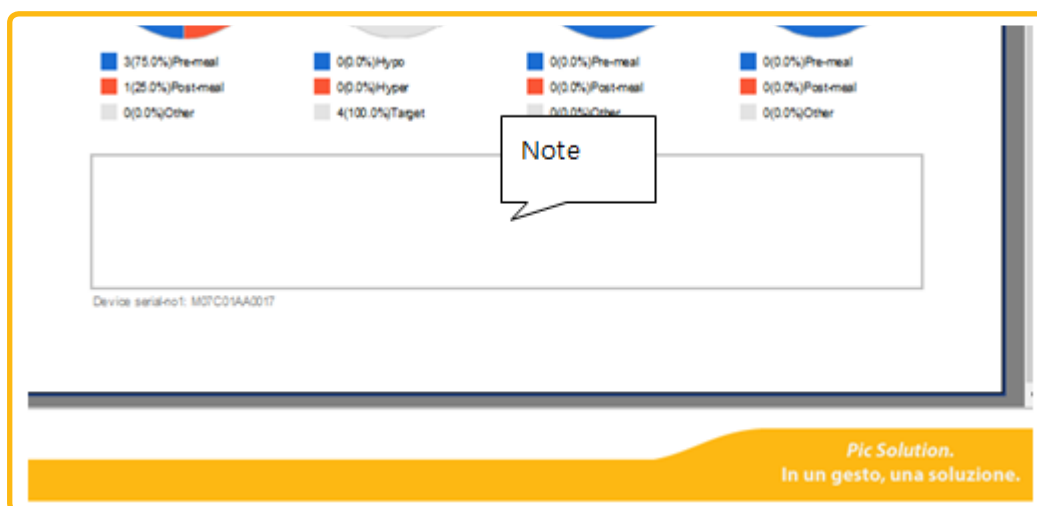 3(75.0%)Pre-meal
1(25.0%)Post-meal
0(0.0%)Other
0(0.0%)Hypo
0(0.0%)Hyper
4(100.0%)Target
0(0.0%)Pre-meal
0(0.0%)Post-meal
0(0.0%)Other
0(0.0%)Pre-meal
0(0.0%)Post-meal
0(0.0%)Other
Note
Device serial-no1: M07C01AA0017
Pic Solution.
In un gesto, una soluzione.